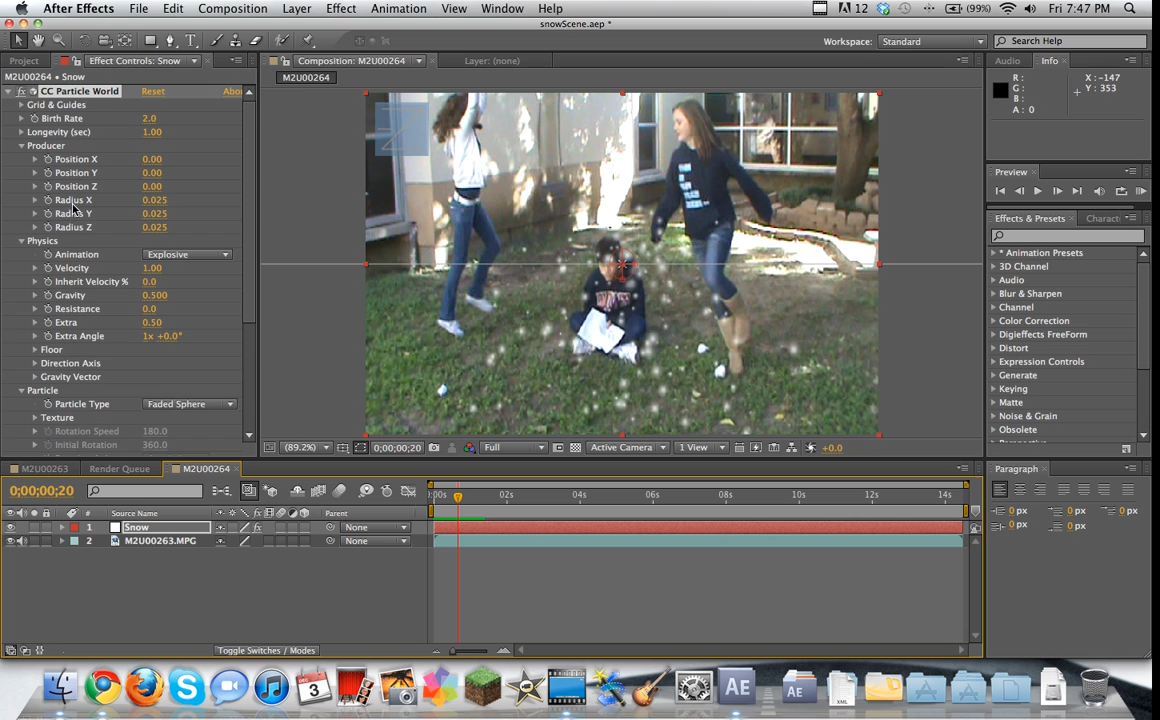 After Effects File Edit Composition Layer Effect Animation View Window Help 12 (99%) Fri 7:47 PM
snowScene.aep *
Workspace: Standard Search Help
Project Effect Controls: Snow Composition: M2U00264 Layer: (none) Audio Info
M2U00264 • Snow M2U00264
R: G: B: A: 0 X: -147 Y: 353
fx CC Particle World Reset Abo
Grid & Guides
Birth Rate 2.0
Longevity (sec) 1.00
Producer
Position X 0.00
Position Y 0.00
Position Z 0.00
Radius X 0.025
Radius Y 0.025
Radius Z 0.025
Physics
Animation Explosive
Velocity 1.00
Inherit Velocity % 0.0
Gravity 0.500
Resistance 0.0
Extra 0.50
Extra Angle 1x +0.0°
Floor
Direction Axis
Gravity Vector
Particle
Particle Type Faded Sphere
Texture
Rotation Speed 180.0
Initial Rotation 360.0
(89.2%) 0;00;00;20 Full Active Camera 1 View +0.0
Preview
Effects & Presets Charact
* Animation Presets
3D Channel
Audio
Blur & Sharpen
Channel
Color Correction
Digieffects FreeForm
Distort
Expression Controls
Generate
Keying
Matte
Noise & Grain
Obsolete
M2U00263 Render Queue M2U00264
0;00;00;20
:00s 02s 04s 06s 08s 10s 12s 14s
# Source Name fx Parent
1 Snow fx None
2 M2U00263.MPG None
Toggle Switches / Modes
Paragraph
0 px 0 px 0 px
0 px 0 px
DEC 3 AE AE XML